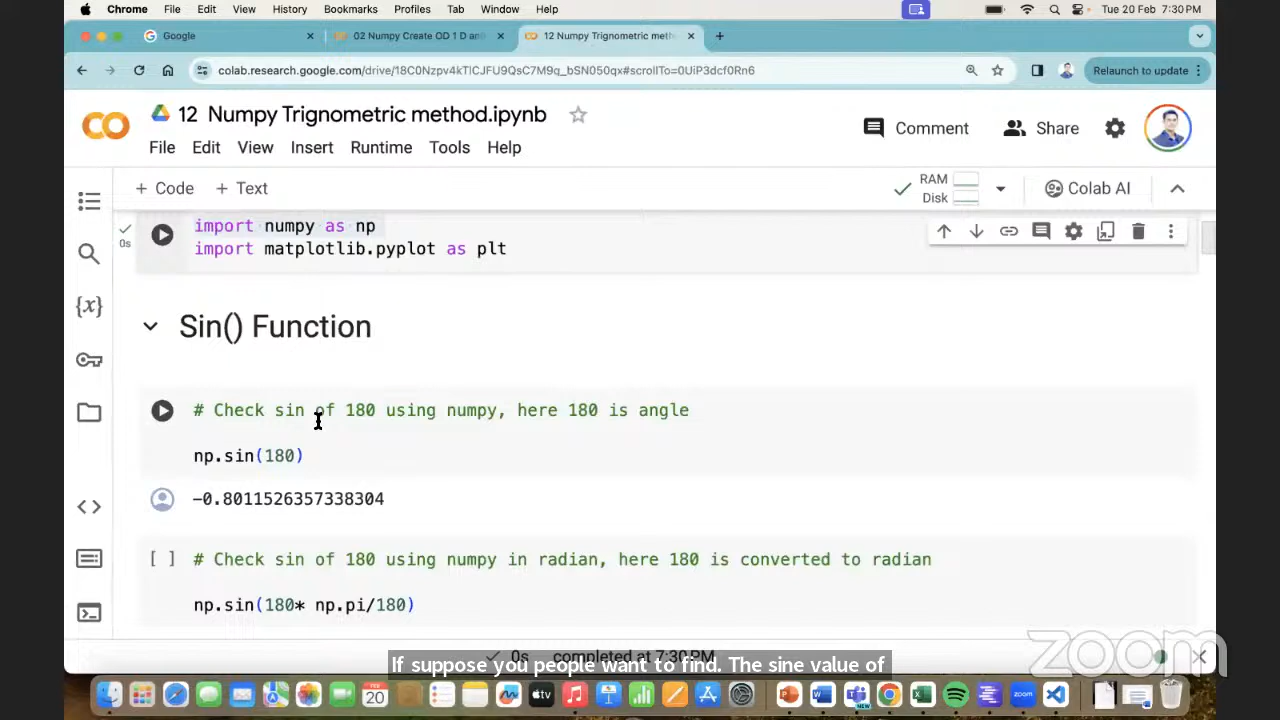 Chrome File Edit View History Bookmarks Profiles Tab Window Help Tue 20 Feb 7:30 PM
Google 02 Numpy Create OD 1 D an 12 Numpy Trignometric meth
colab.research.google.com/drive/18C0Nzpv4kTlCJFU9QsC7M9q_bSN050qx#scrollTo=0UiP3dcf0Rn6 Relaunch to update
CO 12 Numpy Trignometric method.ipynb
Comment Share
File Edit View Insert Runtime Tools Help
+ Code + Text RAM Disk Colab AI
import numpy as np
0s
import matplotlib.pyplot as plt
{x}
Sin() Function
# Check sin of 180 using numpy, here 180 is angle
np.sin(180)
-0.8011526357338304
[ ] # Check sin of 180 using numpy in radian, here 180 is converted to radian
np.sin(180* np.pi/180)
0s completed at 7:30 PM
If suppose you people want to find. The sine value of
zoom
FEB 20 tv NEW zoom